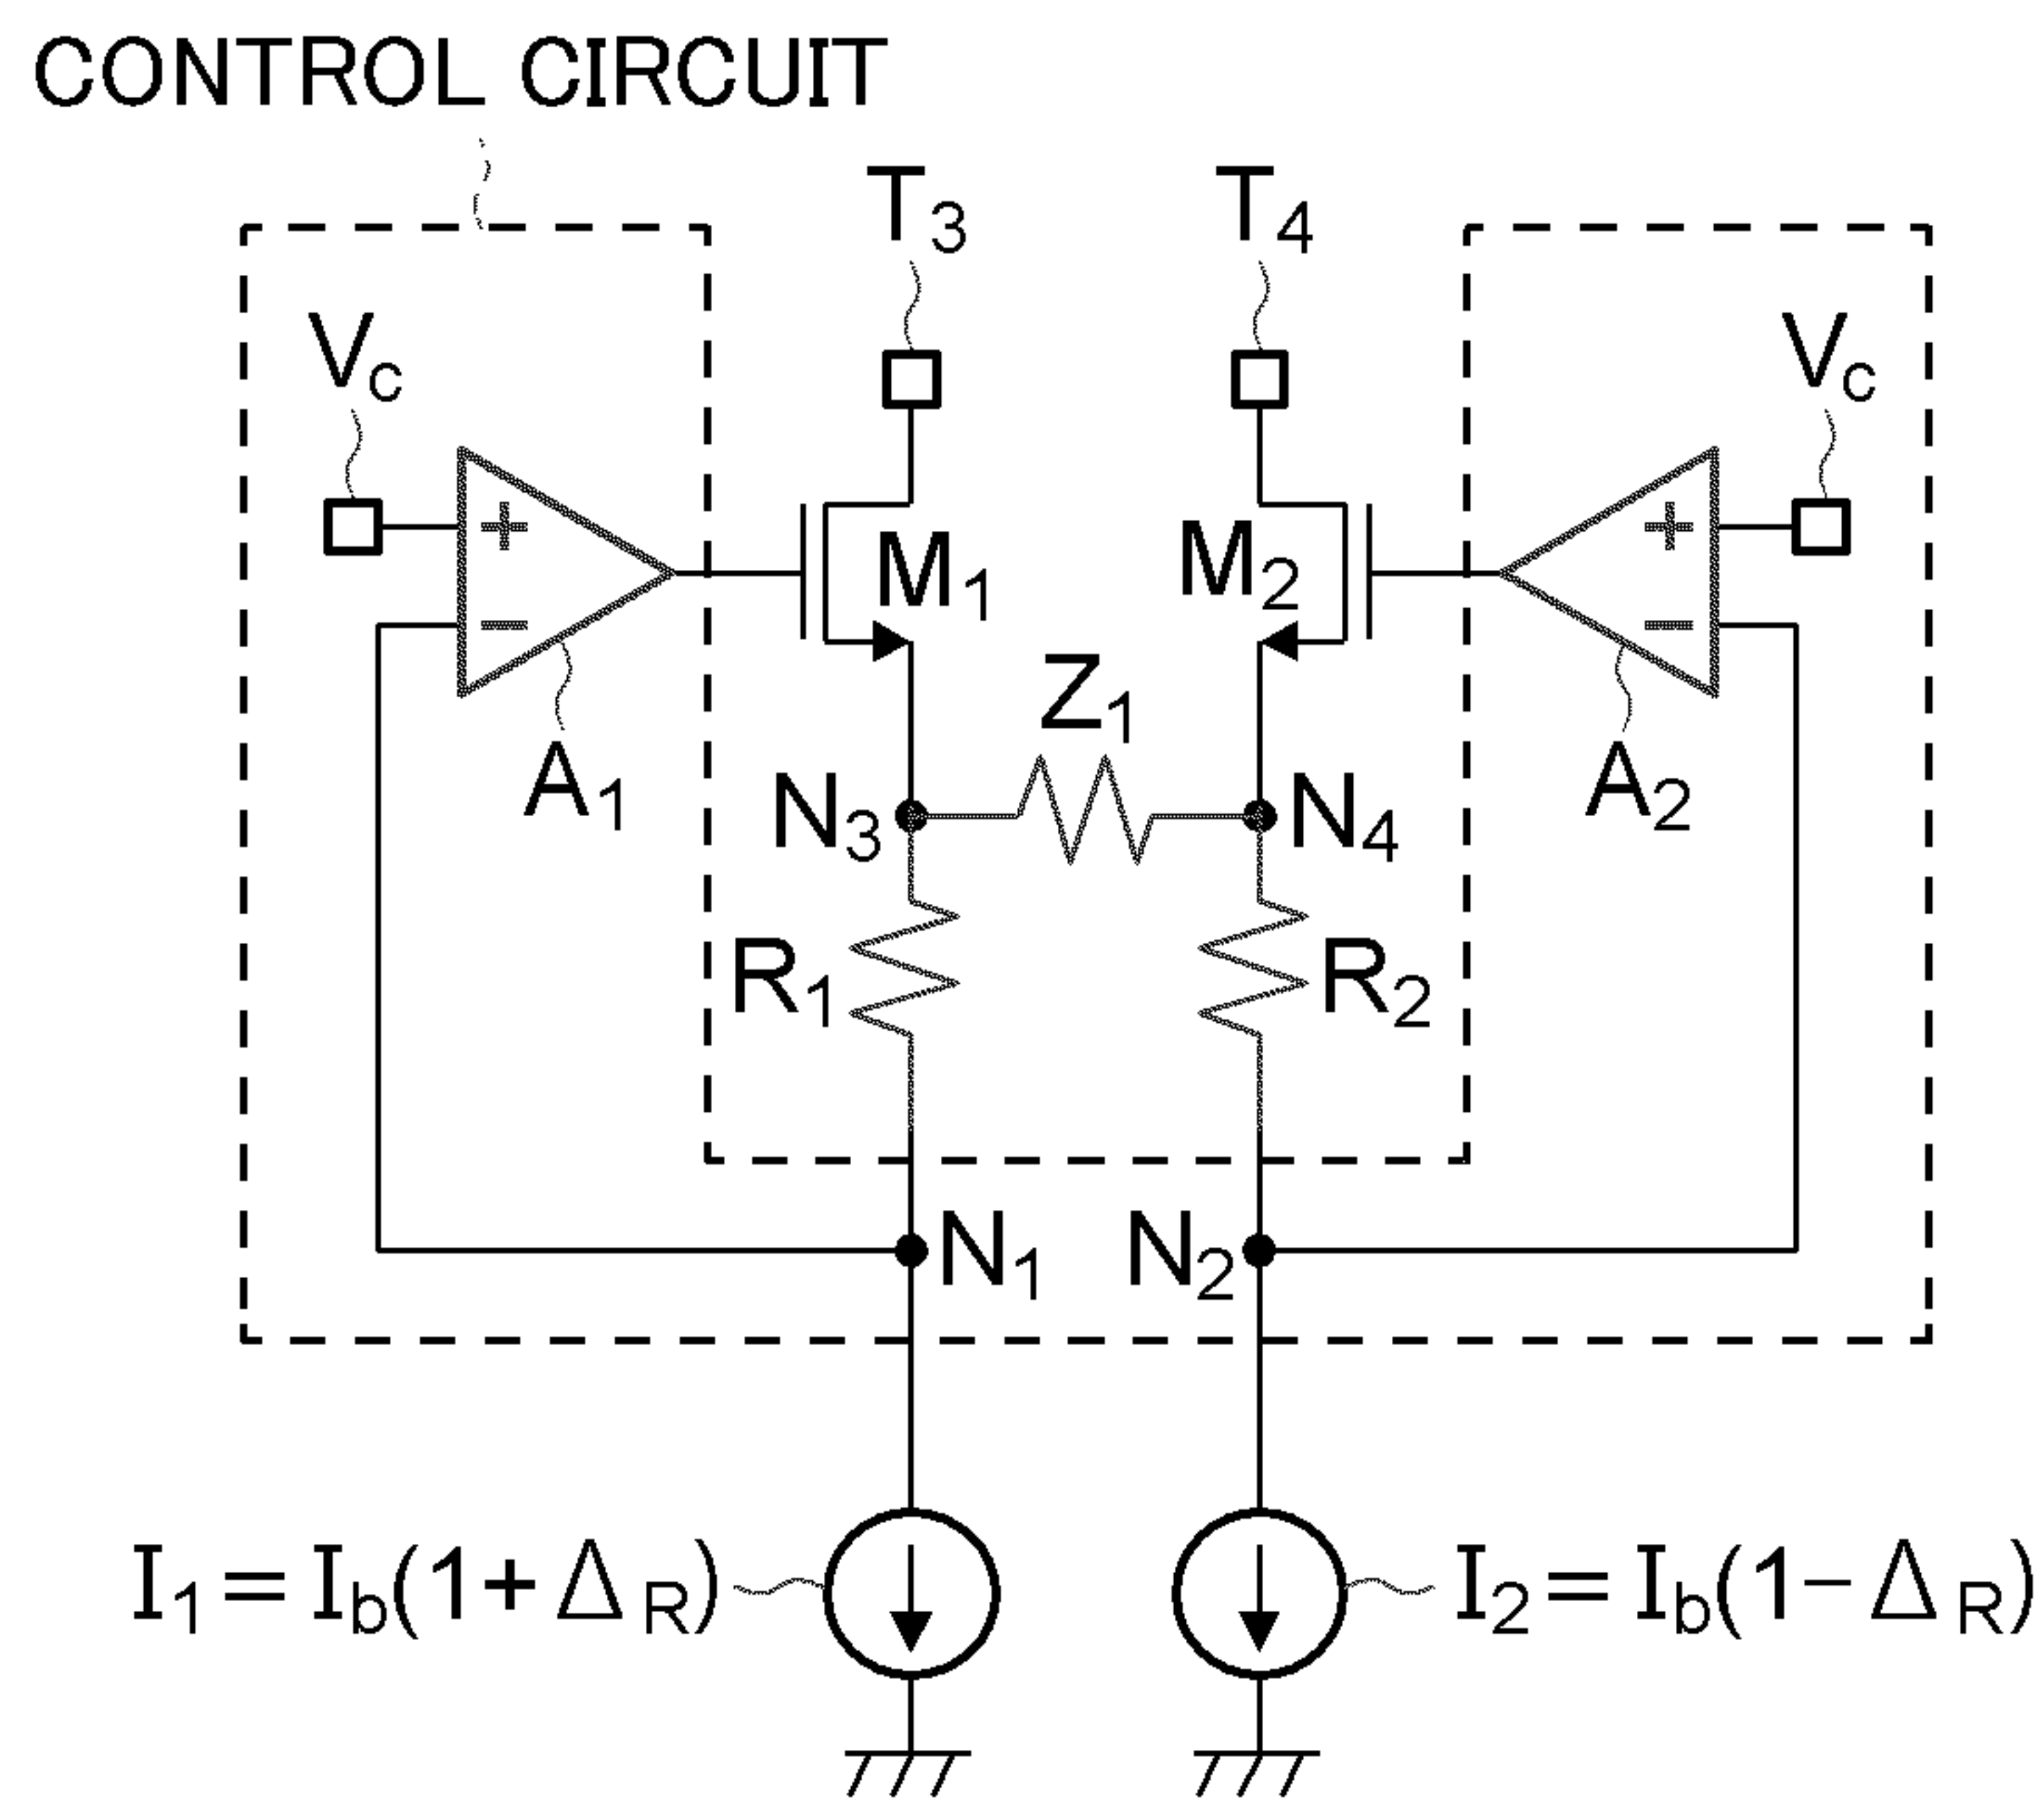 CONTROL CIRCUIT
T3 T4
Vc Vc
+ +
M1 M2
− −
Z1
A1 N3 N4 A2
R1 R2
N1 N2
I1=Ib(1+ΔR) I2=Ib(1−ΔR)